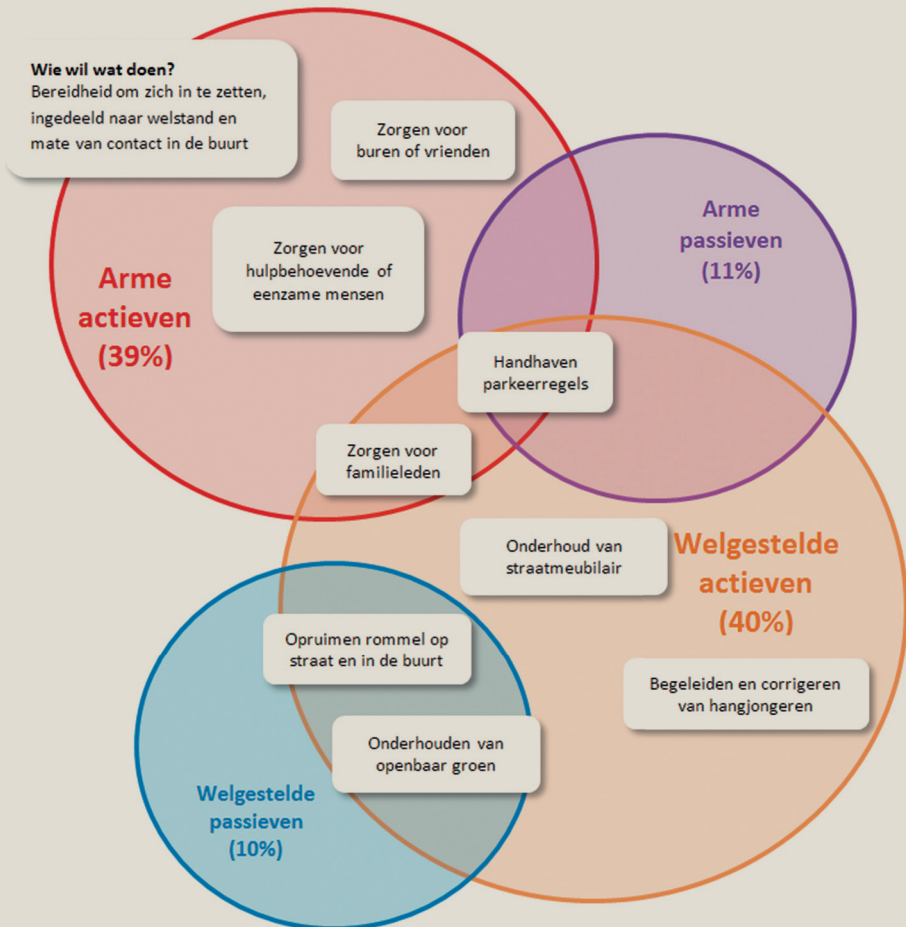 Wie wil wat doen?
Bereidheid om zich in te zetten,
ingedeeld naar welstand en
mate van contact in de buurt
Zorgen voor
buren of vrienden
Arme
passieven
(11%)
Zorgen voor
hulpbehoevende of
eenzame mensen
Arme
actieven
(39%)
Handhaven
parkeerregels
Zorgen voor
familieleden
Onderhoud van
straatmeubilair
Welgestelde
actieven
(40%)
Opruimen rommel op
straat en in de buurt
Begeleiden en corrigeren
van hangjongeren
Onderhouden van
openbaar groen
Welgestelde
passieven
(10%)